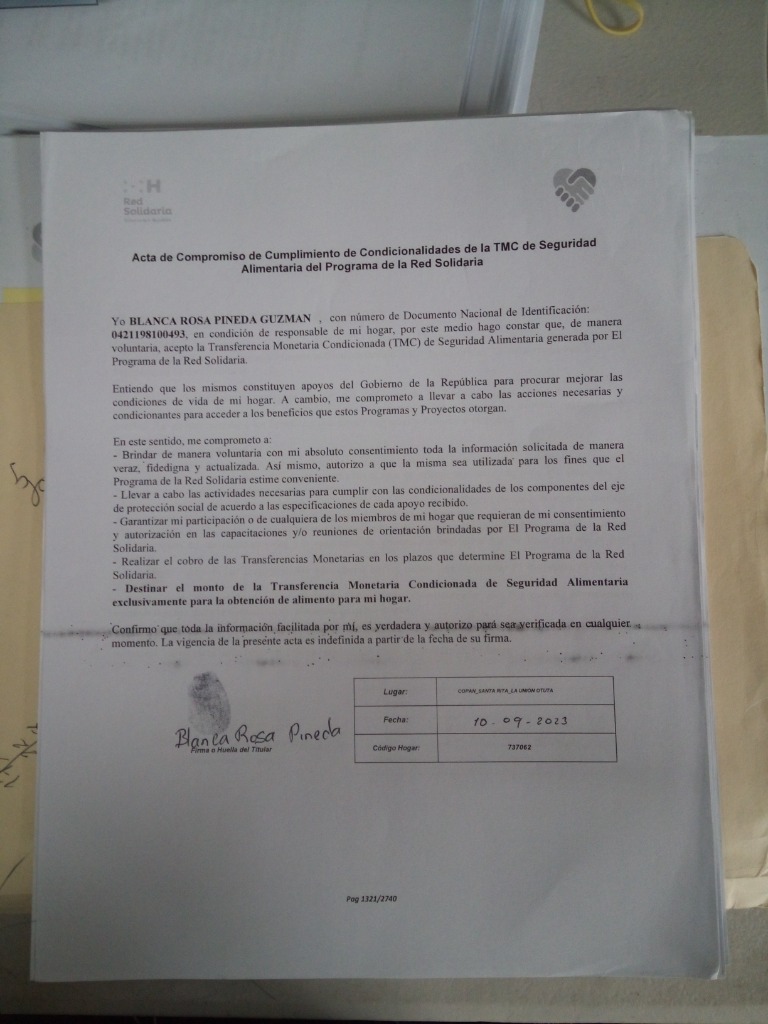 Red
Solidaria
Acta de Compromiso de Cumplimiento de Condicionalidades de la TMC de Seguridad
Alimentaria del Programa de la Red Solidaria
Yo BLANCA ROSA PINEDA GUZMAN , con número de Documento Nacional de Identificación:
0421198100493, en condición de responsable de mi hogar, por este medio hago constar que, de manera
voluntaria, acepto la Transferencia Monetaria Condicionada (TMC) de Seguridad Alimentaria generada por El
Programa de la Red Solidaria.
Entiendo que los mismos constituyen apoyos del Gobierno de la República para procurar mejorar las
condiciones de vida de mi hogar. A cambio, me comprometo a llevar a cabo las acciones necesarias y
condicionantes para acceder a los beneficios que estos Programas y Proyectos otorgan.
En este sentido, me comprometo a:
- Brindar de manera voluntaria con mi absoluto consentimiento toda la información solicitada de manera
veraz, fidedigna y actualizada. Así mismo, autorizo a que la misma sea utilizada para los fines que el
Programa de la Red Solidaria estime conveniente.
- Llevar a cabo las actividades necesarias para cumplir con las condicionalidades de los componentes del eje
de protección social de acuerdo a las especificaciones de cada apoyo recibido.
- Garantizar mi participación o de cualquiera de los miembros de mi hogar que requieran de mi consentimiento
y autorización en las capacitaciones y/o reuniones de orientación brindadas por El Programa de la Red
Solidaria.
- Realizar el cobro de las Transferencias Monetarias en los plazos que determine El Programa de la Red
Solidaria.
- Destinar el monto de la Transferencia Monetaria Condicionada de Seguridad Alimentaria
exclusivamente para la obtención de alimento para mi hogar.
Confirmo que toda la información facilitada por mí, es verdadera y autorizo para sea verificada en cualquier
momento. La vigencia de la presente acta es indefinida a partir de la fecha de su firma.
Blanca Rosa Pineda
Firma o Huella del Titular
Lugar: COPAN_SANTA RITA_LA UNION OTUTA
Fecha: 10-09-2023
Código Hogar: 737062
Pag 1321/2740